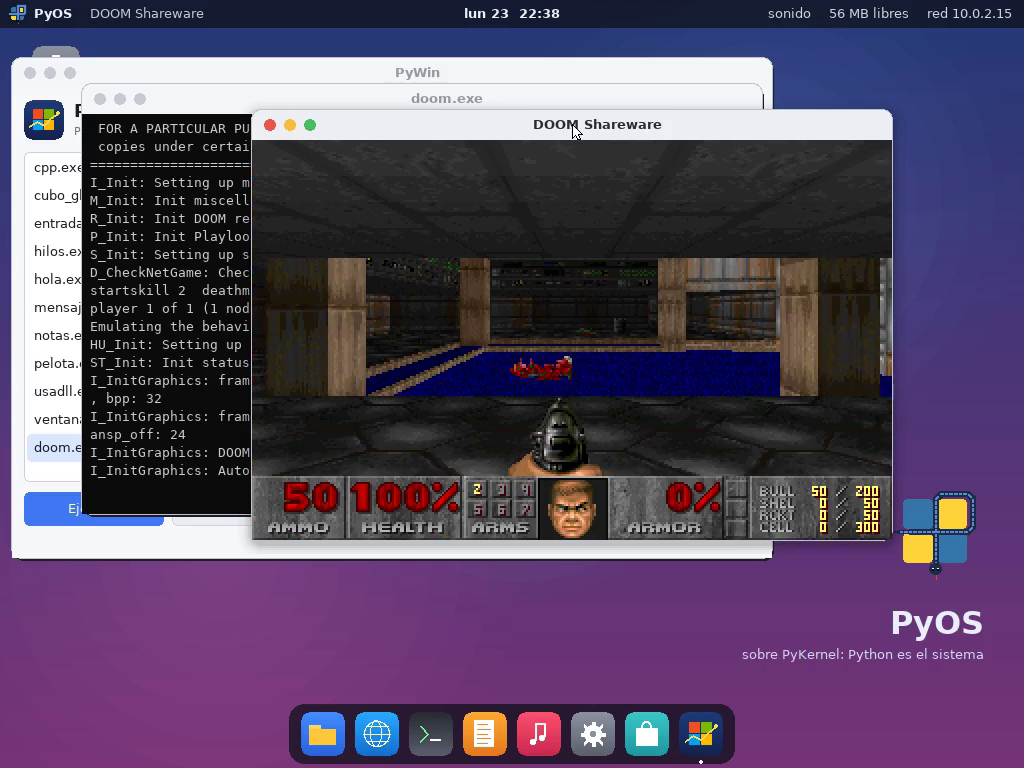 PyOS DOOM Shareware lun 23 22:38 sonido 56 MB libres red 10.0.2.15
PyWin
doom.exe
DOOM Shareware
cpp.exe
cubo_gl
entrada
hilos.ex
hola.ex
mensaj
notas.e
pelota.
usadll.e
ventana
doom.e
Ej
FOR A PARTICULAR PU
copies under certai
====================
I_Init: Setting up m
M_Init: Init miscell
R_Init: Init DOOM re
P_Init: Init Playloo
S_Init: Setting up s
D_CheckNetGame: Chec
startskill 2 deathm
player 1 of 1 (1 nod
Emulating the behavi
HU_Init: Setting up
ST_Init: Init status
I_InitGraphics: fram
, bpp: 32
I_InitGraphics: fram
ansp_off: 24
I_InitGraphics: DOOM
I_InitGraphics: Auto
50 100% 2 3 4 0%
5 6 7
AMMO HEALTH ARMS ARMOR
BULL 50 / 200
SHEL 0 / 50
RCKT 0 / 50
CELL 0 / 300
PyOS
sobre PyKernel: Python es el sistema